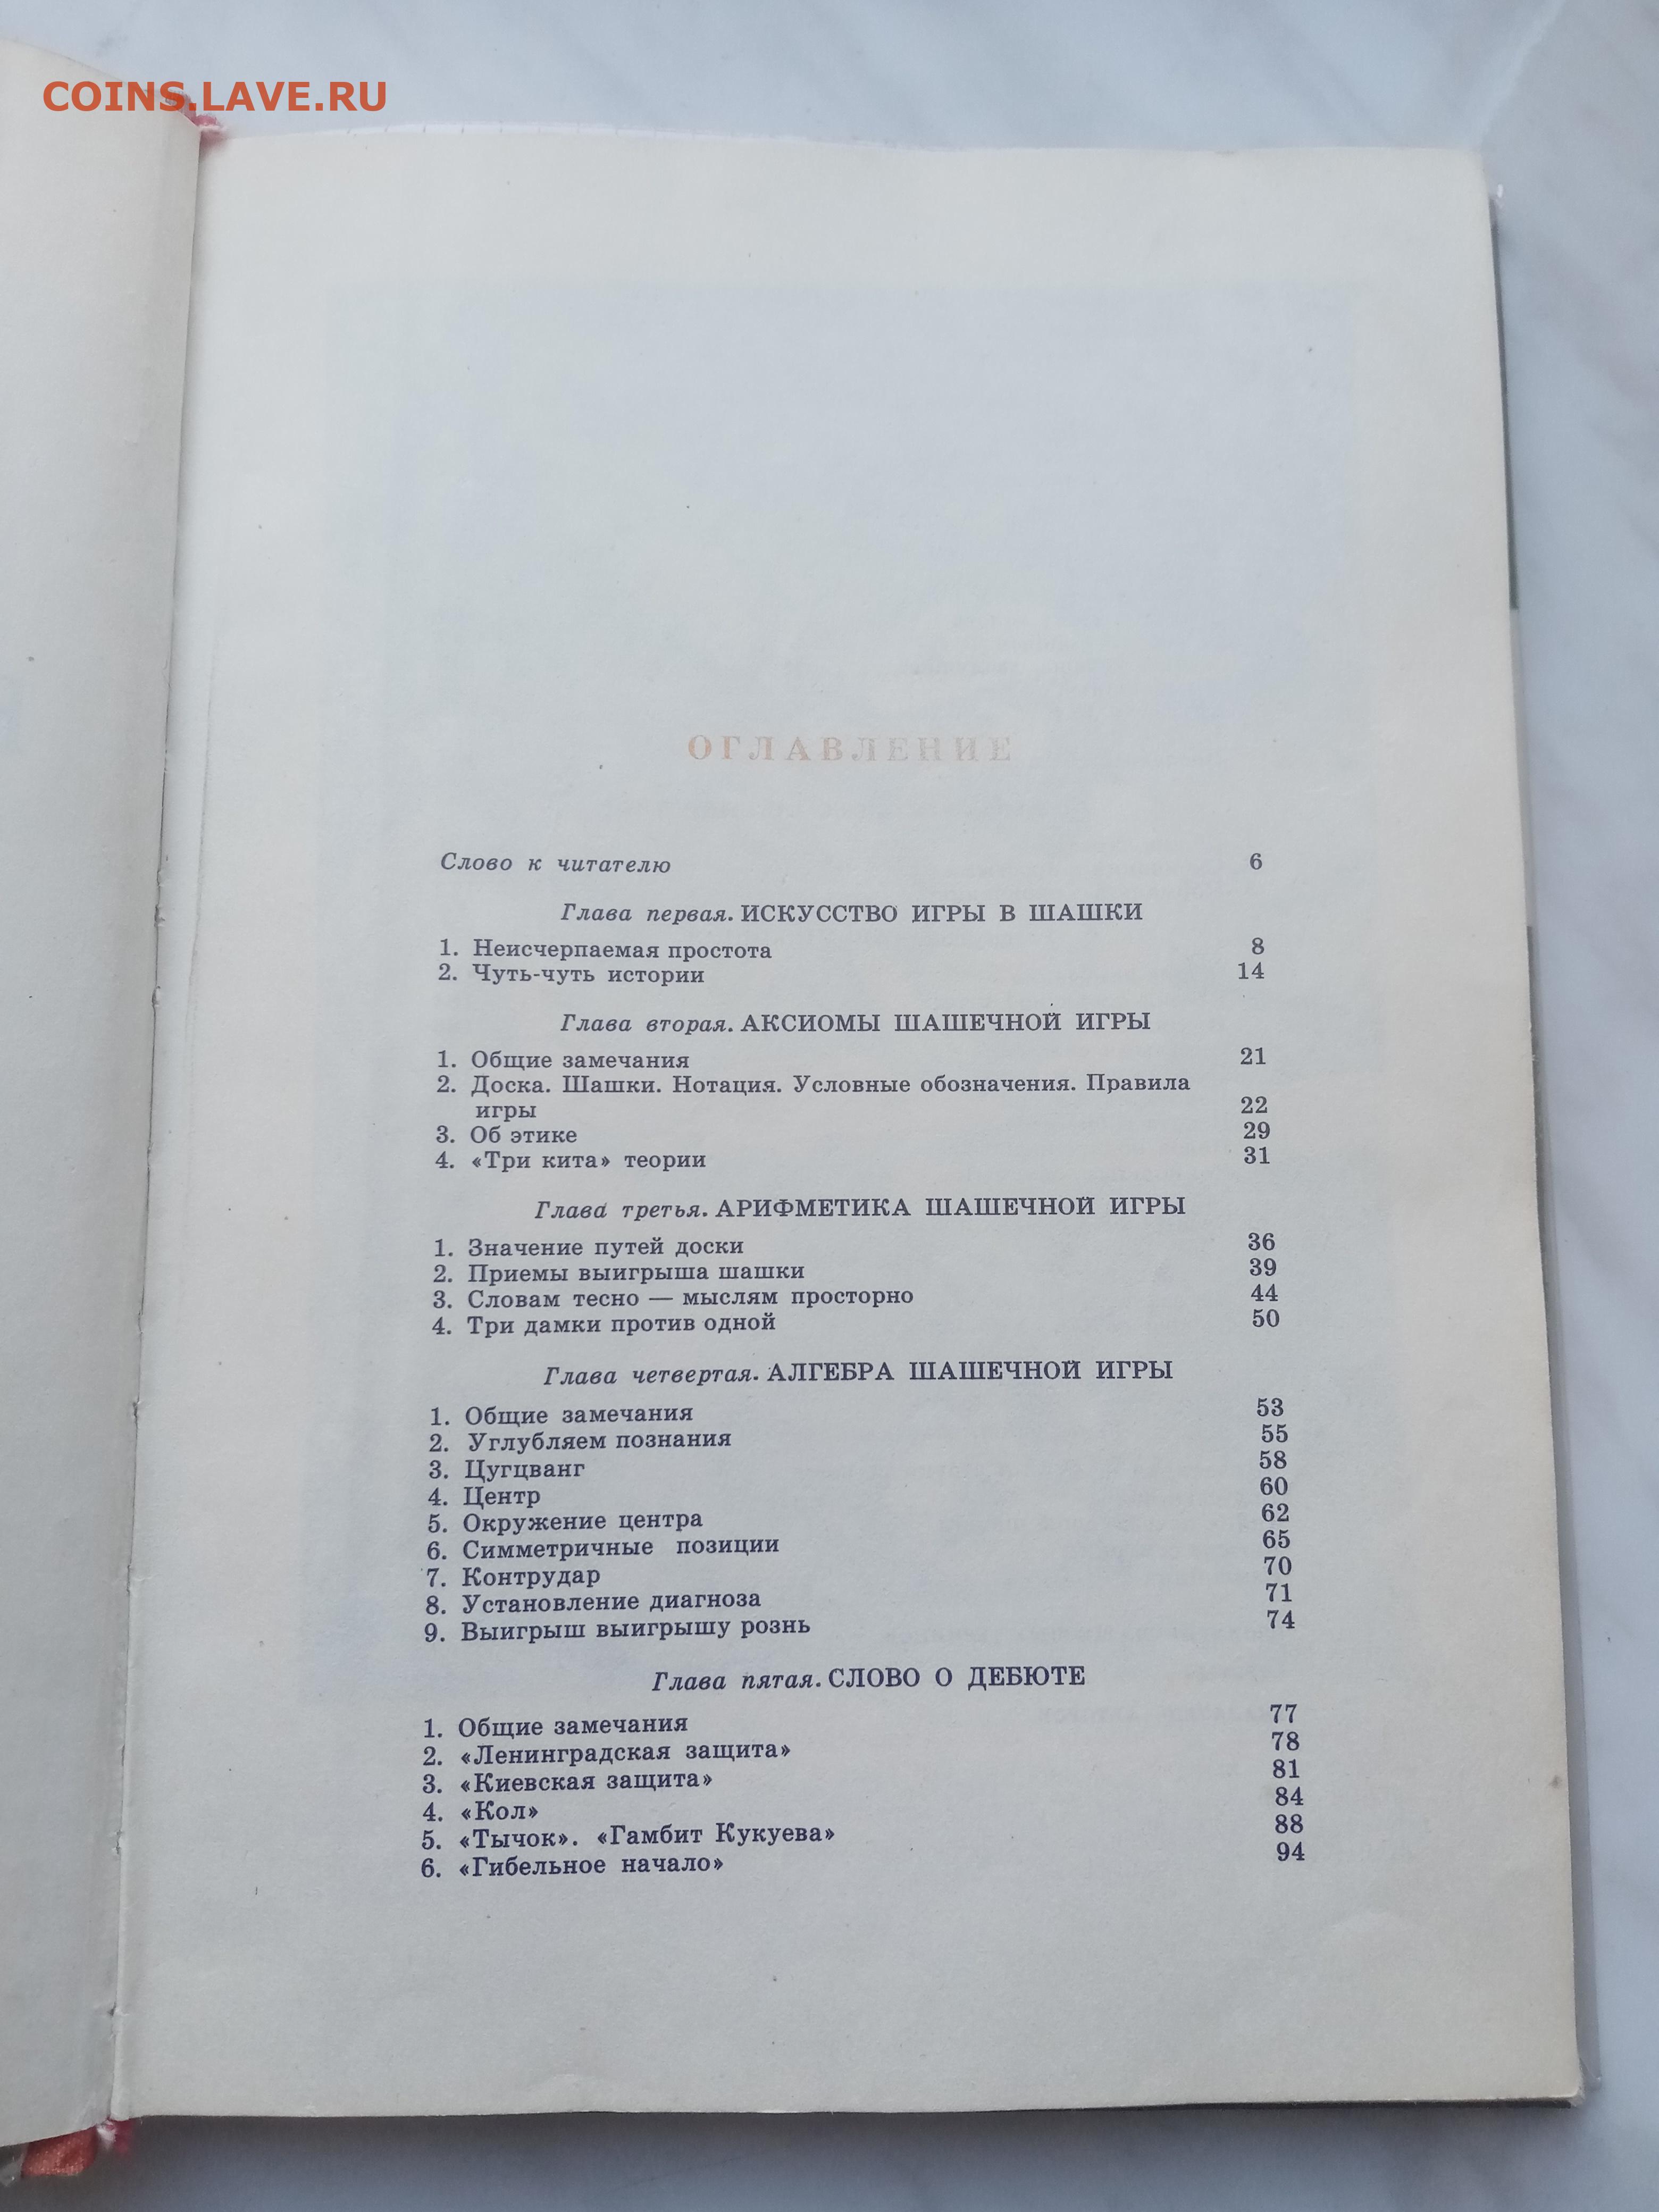 COINS.LAVE.RU
ОГЛАВЛЕНИЕ
Слово к читателю 6
Глава первая. ИСКУССТВО ИГРЫ В ШАШКИ
1. Неисчерпаемая простота 8
2. Чуть-чуть истории 14
Глава вторая. АКСИОМЫ ШАШЕЧНОЙ ИГРЫ
1. Общие замечания 21
2. Доска. Шашки. Нотация. Условные обозначения. Правила
игры 22
3. Об этике 29
4. «Три кита» теории 31
Глава третья. АРИФМЕТИКА ШАШЕЧНОЙ ИГРЫ
1. Значение путей доски 36
2. Приемы выигрыша шашки 39
3. Словам тесно — мыслям просторно 44
4. Три дамки против одной 50
Глава четвертая. АЛГЕБРА ШАШЕЧНОЙ ИГРЫ
1. Общие замечания 53
2. Углубляем познания 55
3. Цугцванг 58
4. Центр 60
5. Окружение центра 62
6. Симметричные позиции 65
7. Контрудар 70
8. Установление диагноза 71
9. Выигрыш выигрышу рознь 74
Глава пятая. СЛОВО О ДЕБЮТЕ
1. Общие замечания 77
2. «Ленинградская защита» 78
3. «Киевская защита» 81
4. «Кол» 84
5. «Тычок». «Гамбит Кукуева» 88
6. «Гибельное начало» 94